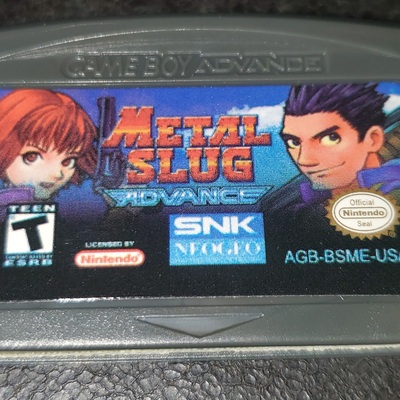 GAME BOY ADVANCE
METAL
SLUG
ADVANCE
TEEN
T
ESRB
LICENSED BY
Nintendo
SNK
NEOGEO
Official
Nintendo
Seal
AGB-BSME-USA